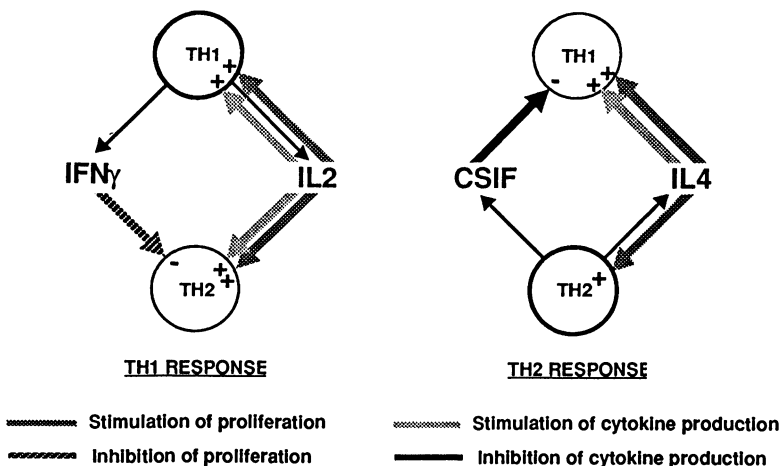 TH1
+
+
IFNγ
IL2
-
+
+
TH2
TH1 RESPONSE
TH1
-
+
+
CSIF
IL4
TH2
+
TH2 RESPONSE
Stimulation of proliferation
Inhibition of proliferation
Stimulation of cytokine production
Inhibition of cytokine production